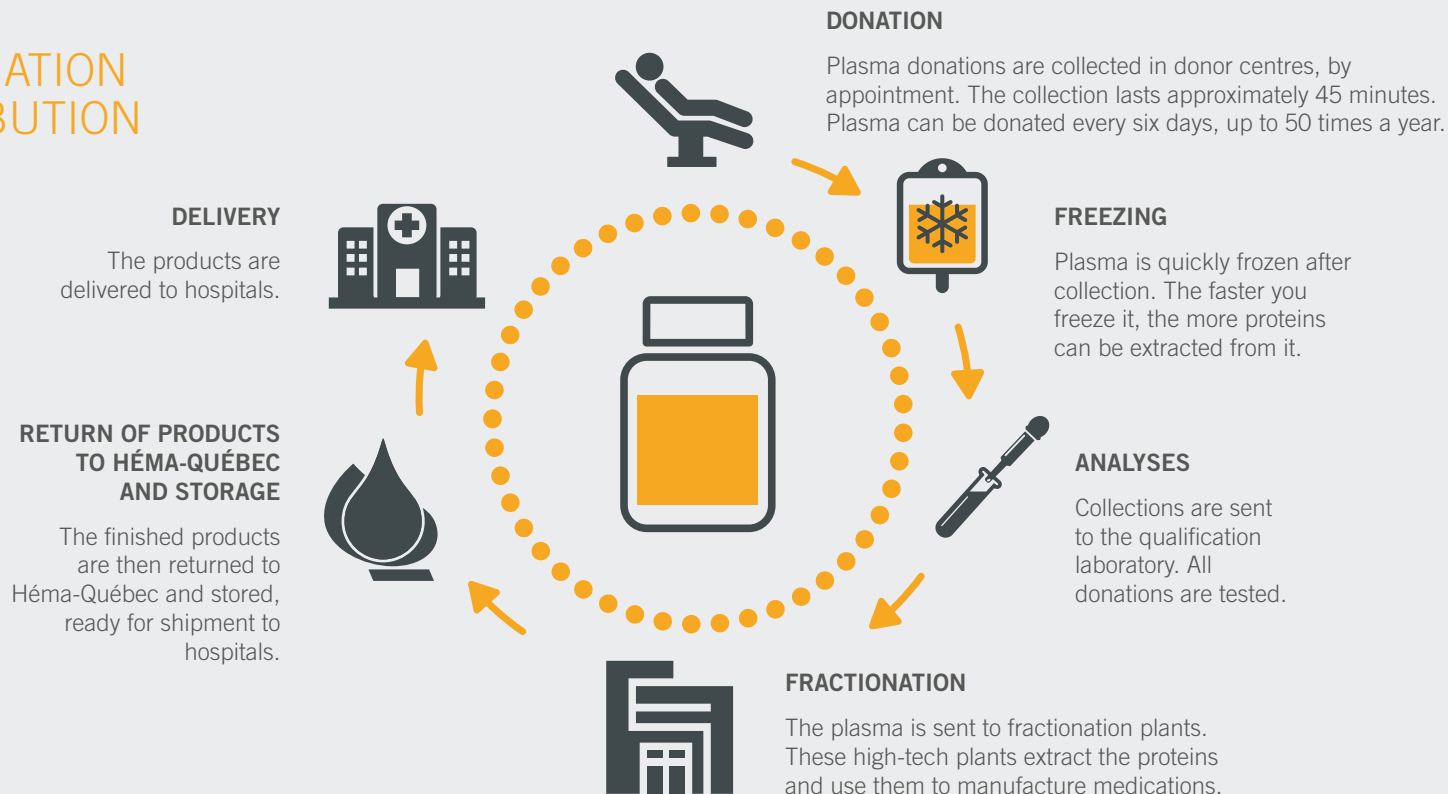 ATION
BUTION
DONATION
Plasma donations are collected in donor centres, by
appointment. The collection lasts approximately 45 minutes.
Plasma can be donated every six days, up to 50 times a year.
FREEZING
Plasma is quickly frozen after
collection. The faster you
freeze it, the more proteins
can be extracted from it.
ANALYSES
Collections are sent
to the qualification
laboratory. All
donations are tested.
FRACTIONATION
The plasma is sent to fractionation plants.
These high-tech plants extract the proteins
and use them to manufacture medications.
RETURN OF PRODUCTS
TO HÉMA-QUÉBEC
AND STORAGE
The finished products
are then returned to
Héma-Québec and stored,
ready for shipment to
hospitals.
DELIVERY
The products are
delivered to hospitals.